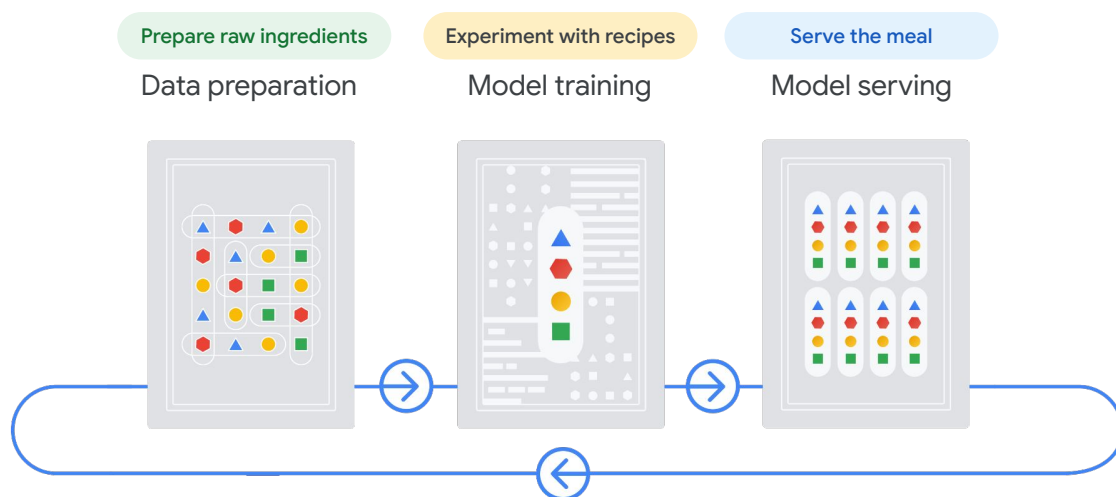 Prepare raw ingredients
Experiment with recipes
Serve the meal
Data preparation
Model training
Model serving